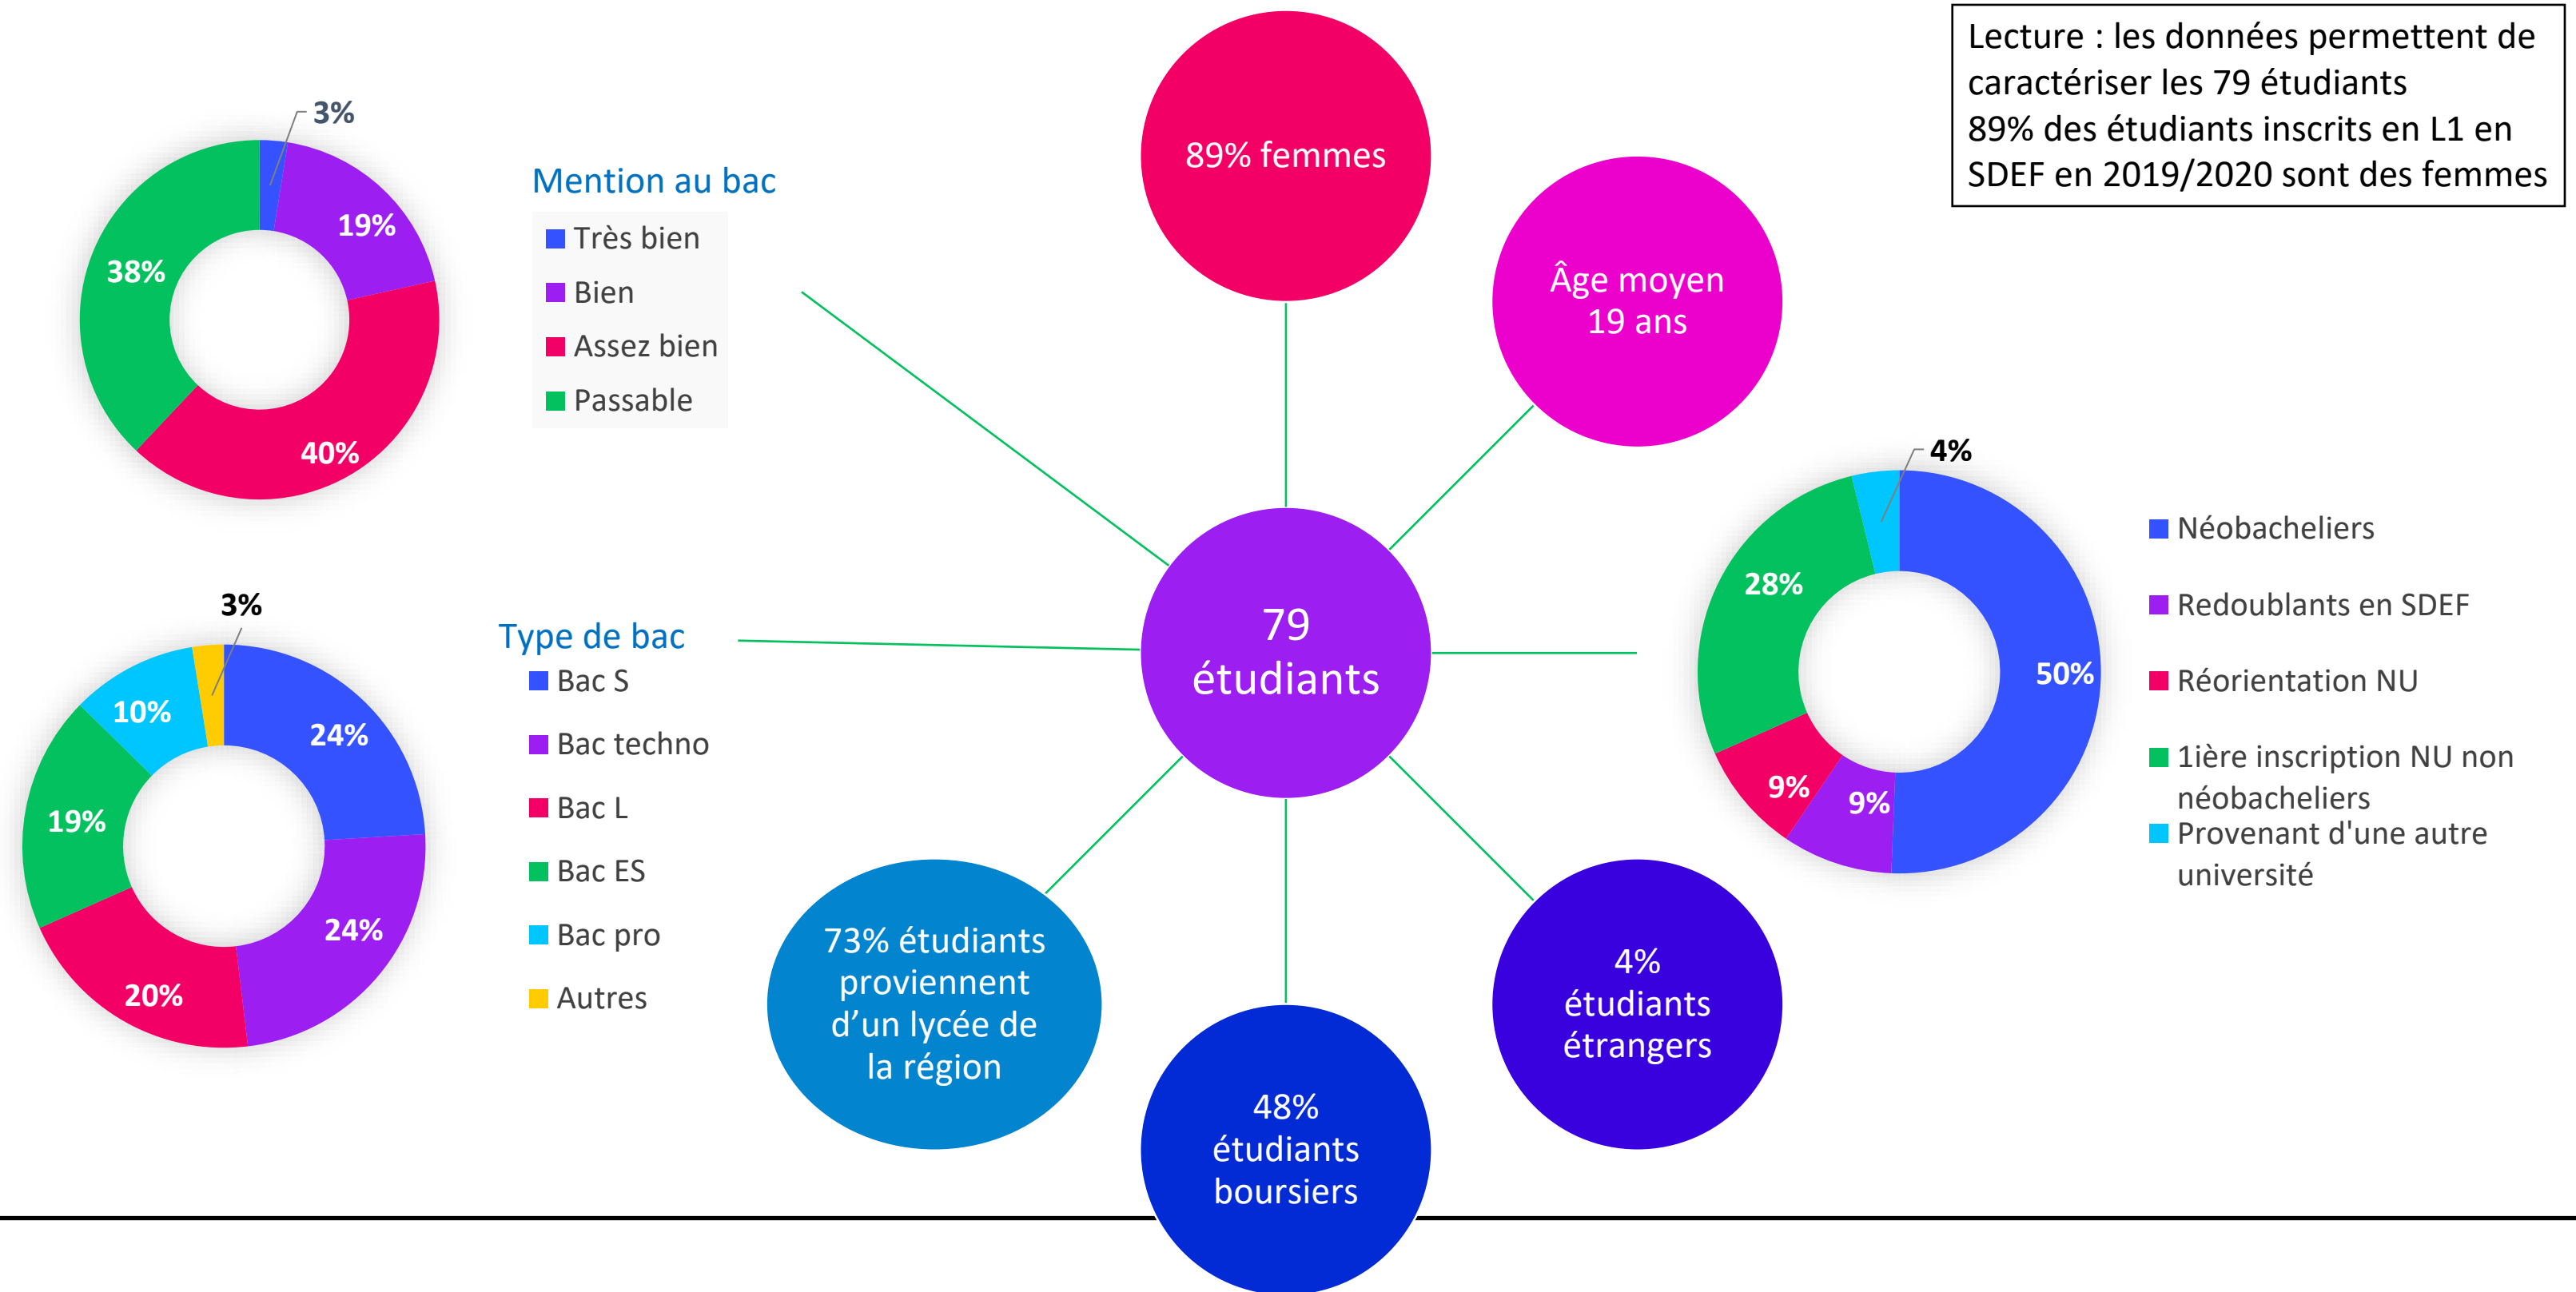 Lecture : les données permettent de
caractériser les 79 étudiants
89% des étudiants inscrits en L1 en
SDEF en 2019/2020 sont des femmes
3%
19%
40%
38%
Mention au bac
Très bien
Bien
Assez bien
Passable
89% femmes
Âge moyen
19 ans
79
étudiants
4%
50%
9%
9%
28%
Néobacheliers
Redoublants en SDEF
Réorientation NU
1ière inscription NU non
néobacheliers
Provenant d'une autre
université
3%
24%
24%
20%
19%
10%
Type de bac
Bac S
Bac techno
Bac L
Bac ES
Bac pro
Autres
73% étudiants
proviennent
d’un lycée de
la région
48%
étudiants
boursiers
4%
étudiants
étrangers